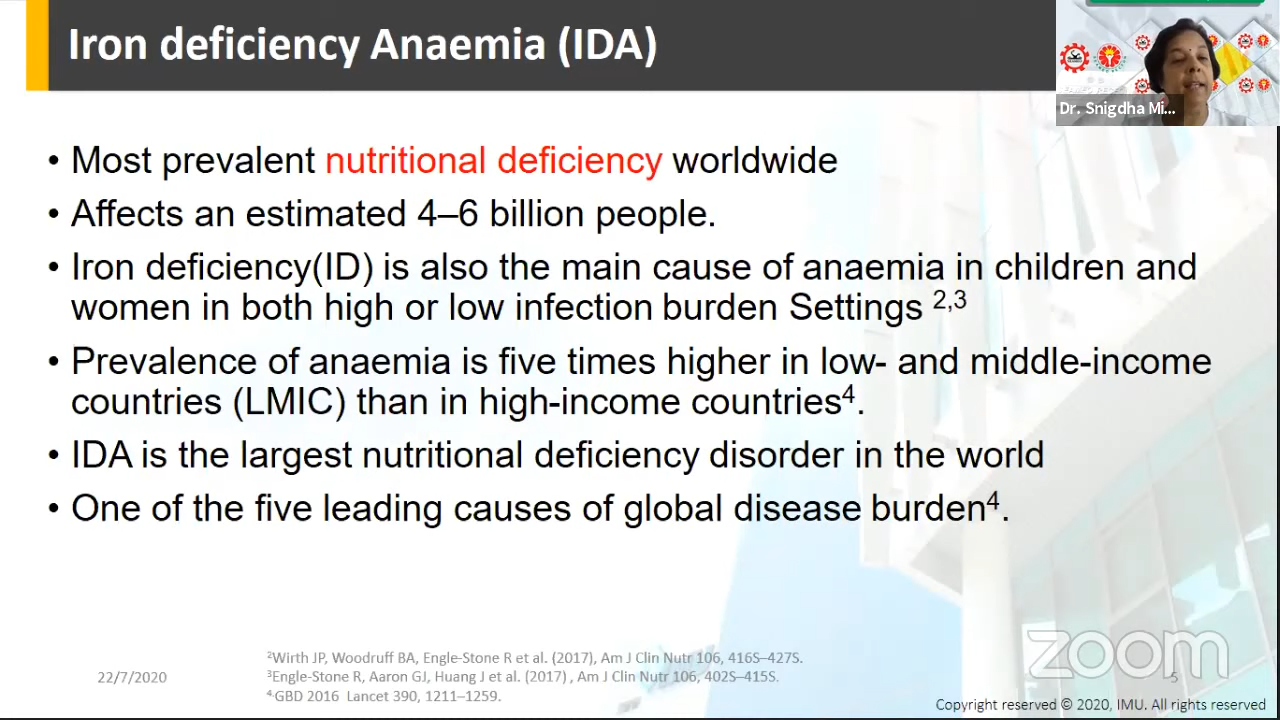 Iron deficiency Anaemia (IDA)
Dr. Snigdha Mi...
• Most prevalent nutritional deficiency worldwide
• Affects an estimated 4–6 billion people.
• Iron deficiency(ID) is also the main cause of anaemia in children and
women in both high or low infection burden Settings 2,3
• Prevalence of anaemia is five times higher in low- and middle-income
countries (LMIC) than in high-income countries4.
• IDA is the largest nutritional deficiency disorder in the world
• One of the five leading causes of global disease burden4.
2Wirth JP, Woodruff BA, Engle-Stone R et al. (2017), Am J Clin Nutr 106, 416S–427S.
3Engle-Stone R, Aaron GJ, Huang J et al. (2017) , Am J Clin Nutr 106, 402S–415S.
4GBD 2016 Lancet 390, 1211–1259.
22/7/2020
5
zoom
Copyright reserved © 2020, IMU. All rights reserved